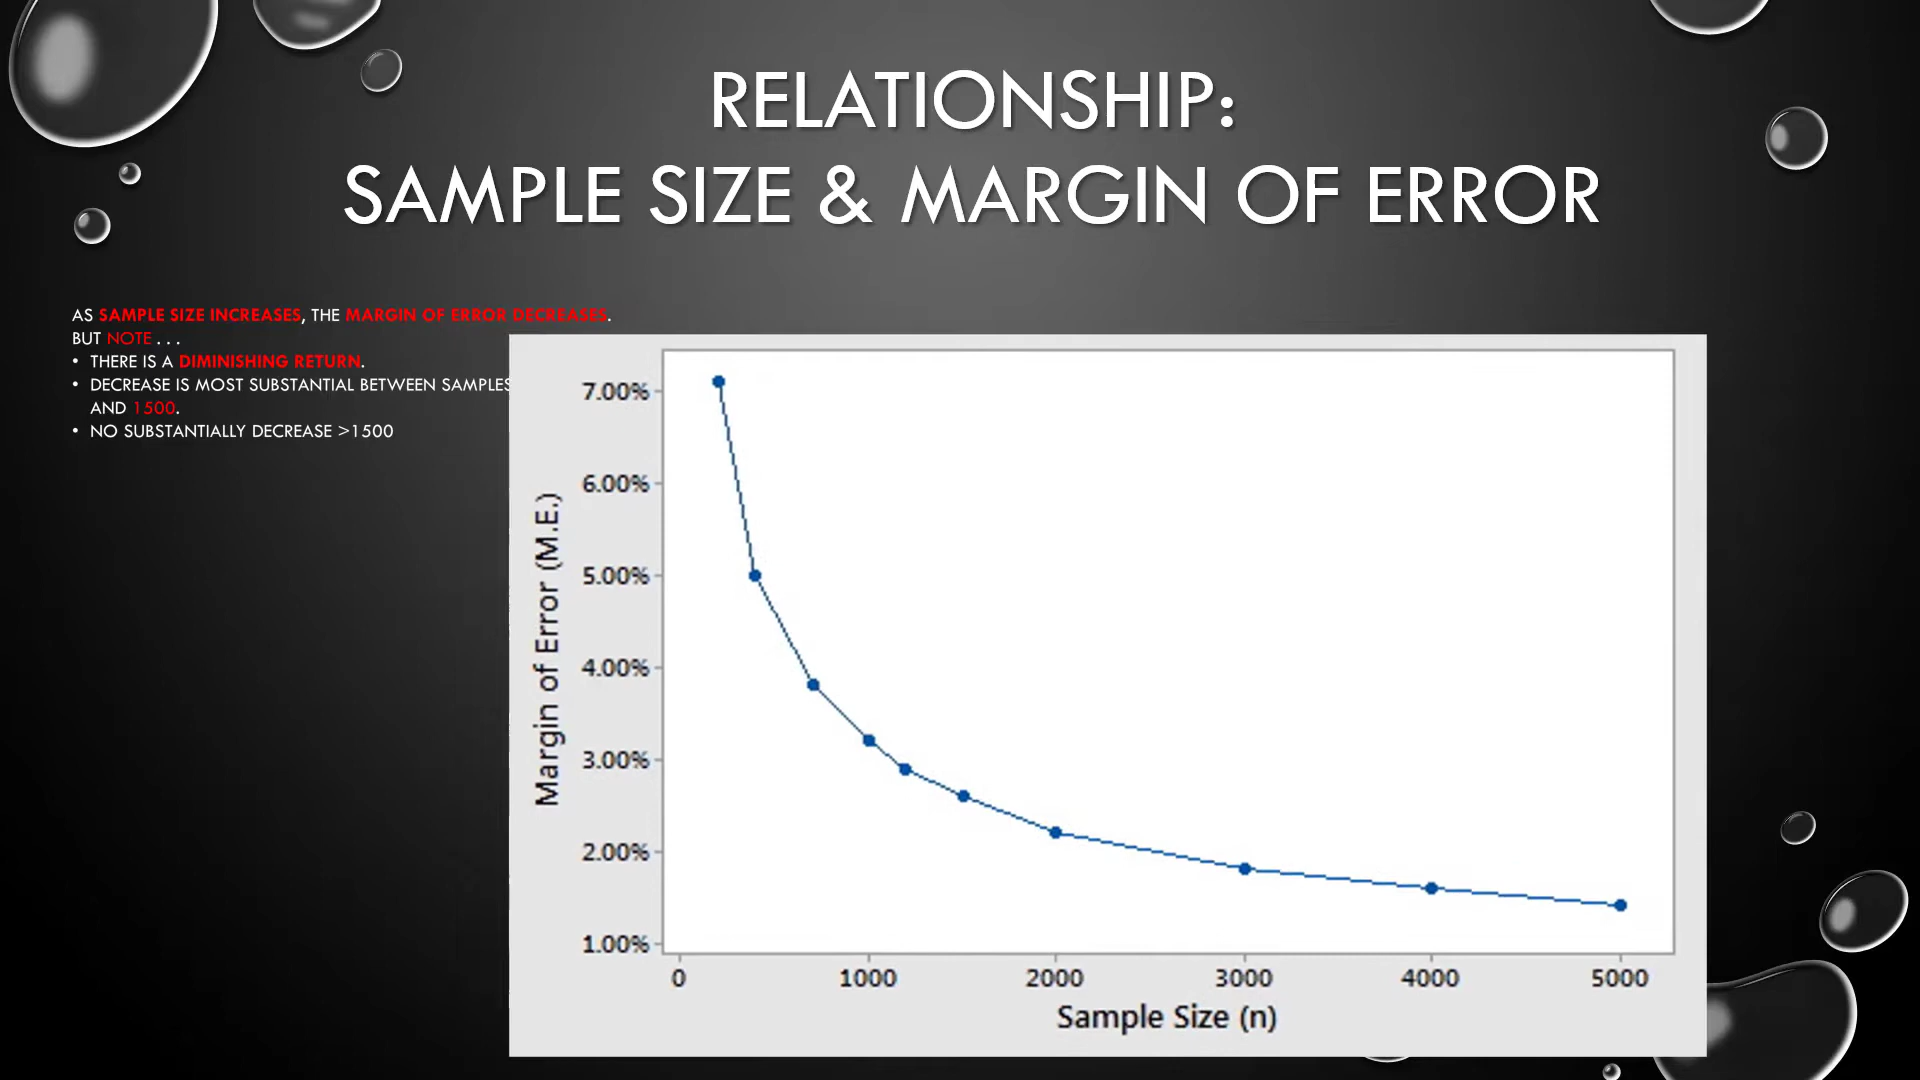 RELATIONSHIP:
SAMPLE SIZE & MARGIN OF ERROR
AS SAMPLE SIZE INCREASES, THE MARGIN OF ERROR DECREASES.
BUT NOTE . . .
• THERE IS A DIMINISHING RETURN.
• DECREASE IS MOST SUBSTANTIAL BETWEEN SAMPLES
AND 1500.
• NO SUBSTANTIALLY DECREASE >1500
7.00%
6.00%
5.00%
4.00%
3.00%
2.00%
1.00%
Margin of Error (M.E.)
0 1000 2000 3000 4000 5000
Sample Size (n)